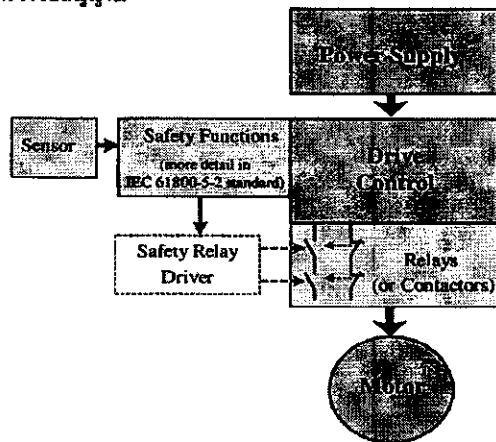 Power Supply
Sensor
Safety Functions
(more detail in
IEC 61800-5-2 standard)
Drive
Control
Safety Relay
Driver
Relays
(or Contactors)
Motor